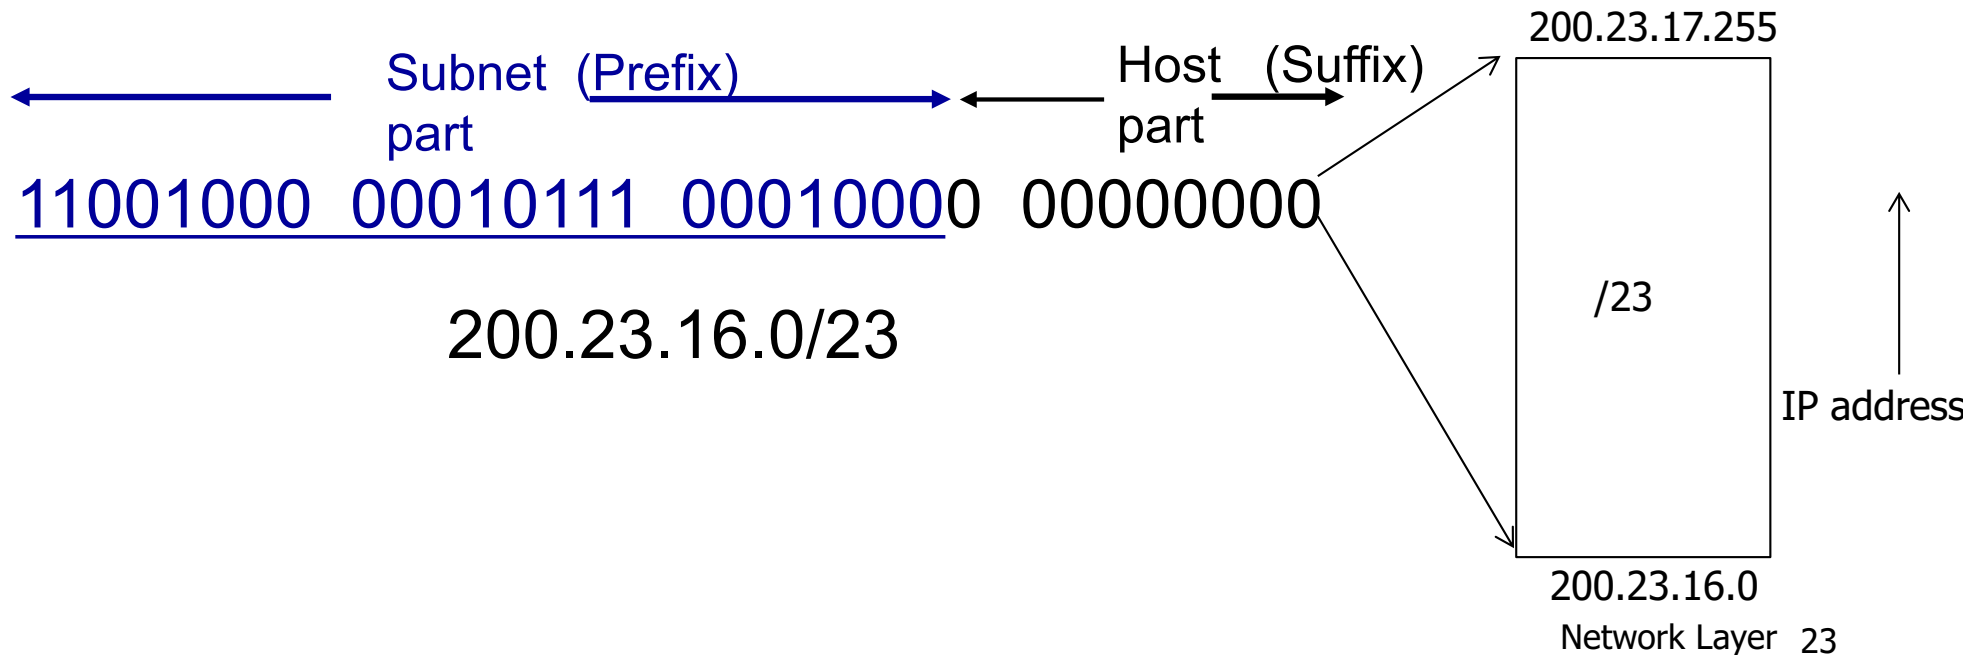 200.23.17.255
Subnet (Prefix)
part
Host (Suffix)
part
11001000 00010111 00010000 00000000
/23
200.23.16.0/23
IP address
200.23.16.0
Network Layer 23